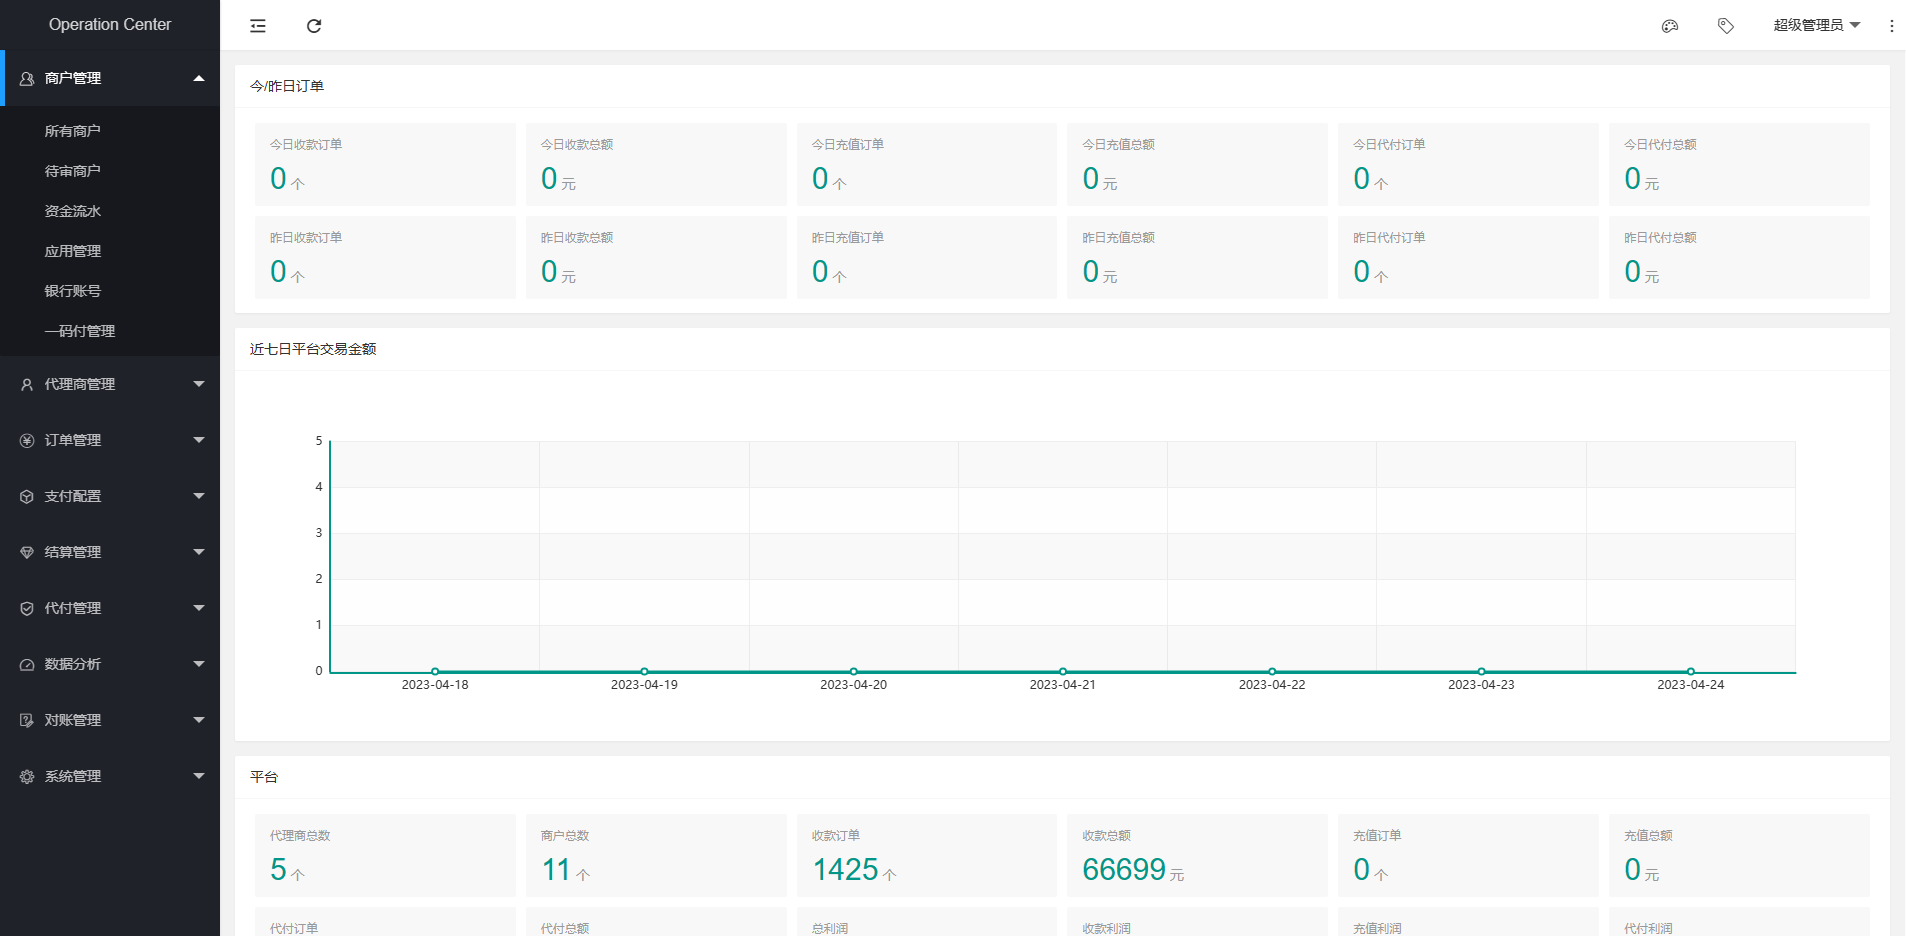 Operation Center
超级管理员
商户管理
所有商户
待审商户
资金流水
应用管理
银行账号
一码付管理
代理商管理
订单管理
支付配置
结算管理
代付管理
数据分析
对账管理
系统管理
今/昨日订单
今日收款订单 今日收款总额 今日充值订单 今日充值总额 今日代付订单 今日代付总额
0 个 0 元 0 个 0 元 0 个 0 元
昨日收款订单 昨日收款总额 昨日充值订单 昨日充值总额 昨日代付订单 昨日代付总额
0 个 0 元 0 个 0 元 0 个 0 元
近七日平台交易金额
5
4
3
2
1
0
2023-04-18 2023-04-19 2023-04-20 2023-04-21 2023-04-22 2023-04-23 2023-04-24
平台
代理商总数 商户总数 收款订单 收款总额 充值订单 充值总额
5 个 11 个 1425 个 66699 元 0 个 0 元
代付订单 代付总额 总利润 收款利润 充值利润 代付利润